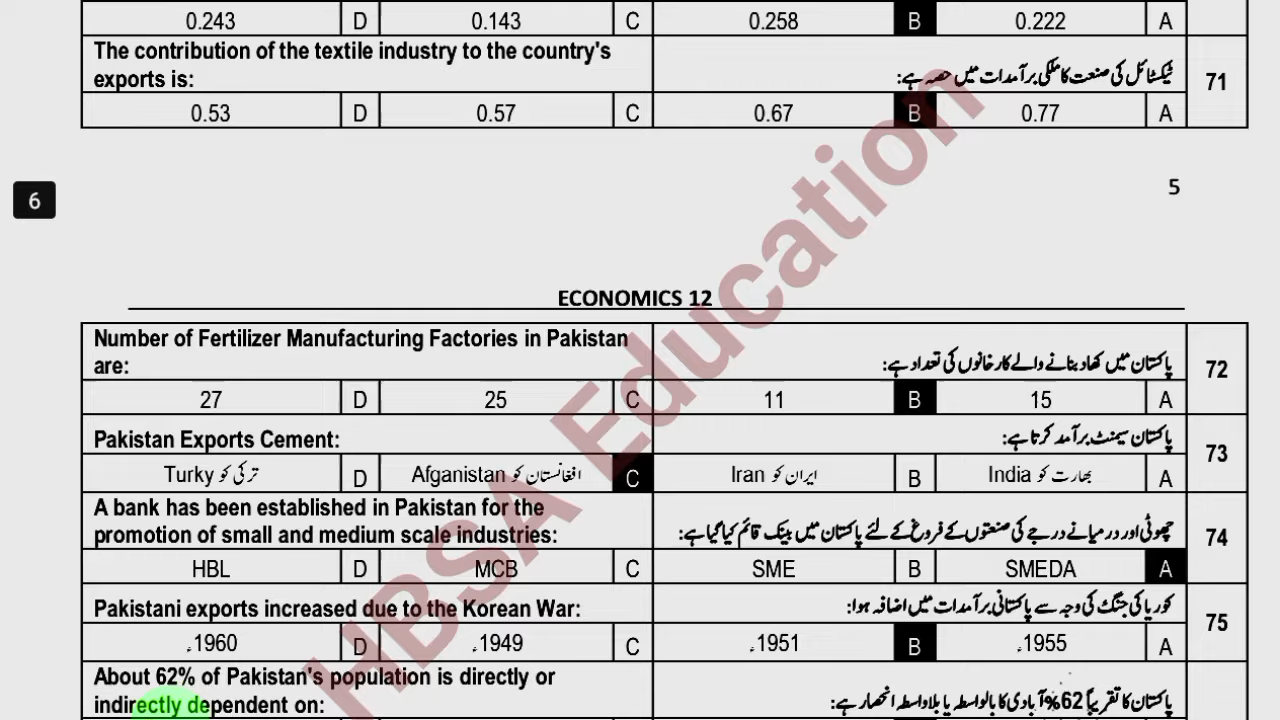 0.243 D 0.143 C 0.258 B 0.222 A
The contribution of the textile industry to the country's
exports is:
ٹیکسٹائل کی صنعت کا ملکی برآمدات میں حصہ ہے:
71
0.53 D 0.57 C 0.67 B 0.77 A
5
6
ECONOMICS 12
Number of Fertilizer Manufacturing Factories in Pakistan
are:
پاکستان میں کھاد بنانے والے کارخانوں کی تعداد ہے:
72
27 D 25 C 11 B 15 A
Pakistan Exports Cement:
پاکستان سیمنٹ برآمد کرتا ہے:
73
Turky ترکی کو D Afganistan افغانستان کو C Iran ایران کو B India بھارت کو A
A bank has been established in Pakistan for the
promotion of small and medium scale industries:
چھوٹی اور درمیانے درجے کی صنعتوں کے فروغ کے لئے پاکستان میں بینک قائم کیا گیا ہے:
74
HBL D MCB C SME B SMEDA A
Pakistani exports increased due to the Korean War:
کوریا کی جنگ کی وجہ سے پاکستانی برآمدات میں اضافہ ہوا:
75
1960ء D 1949ء C 1951ء B 1955ء A
About 62% of Pakistan's population is directly or
indirectly dependent on:
پاکستان کا تقریباً 62% آبادی کا بالواسطہ یا بلاواسطہ انحصار ہے:
HBSA Education